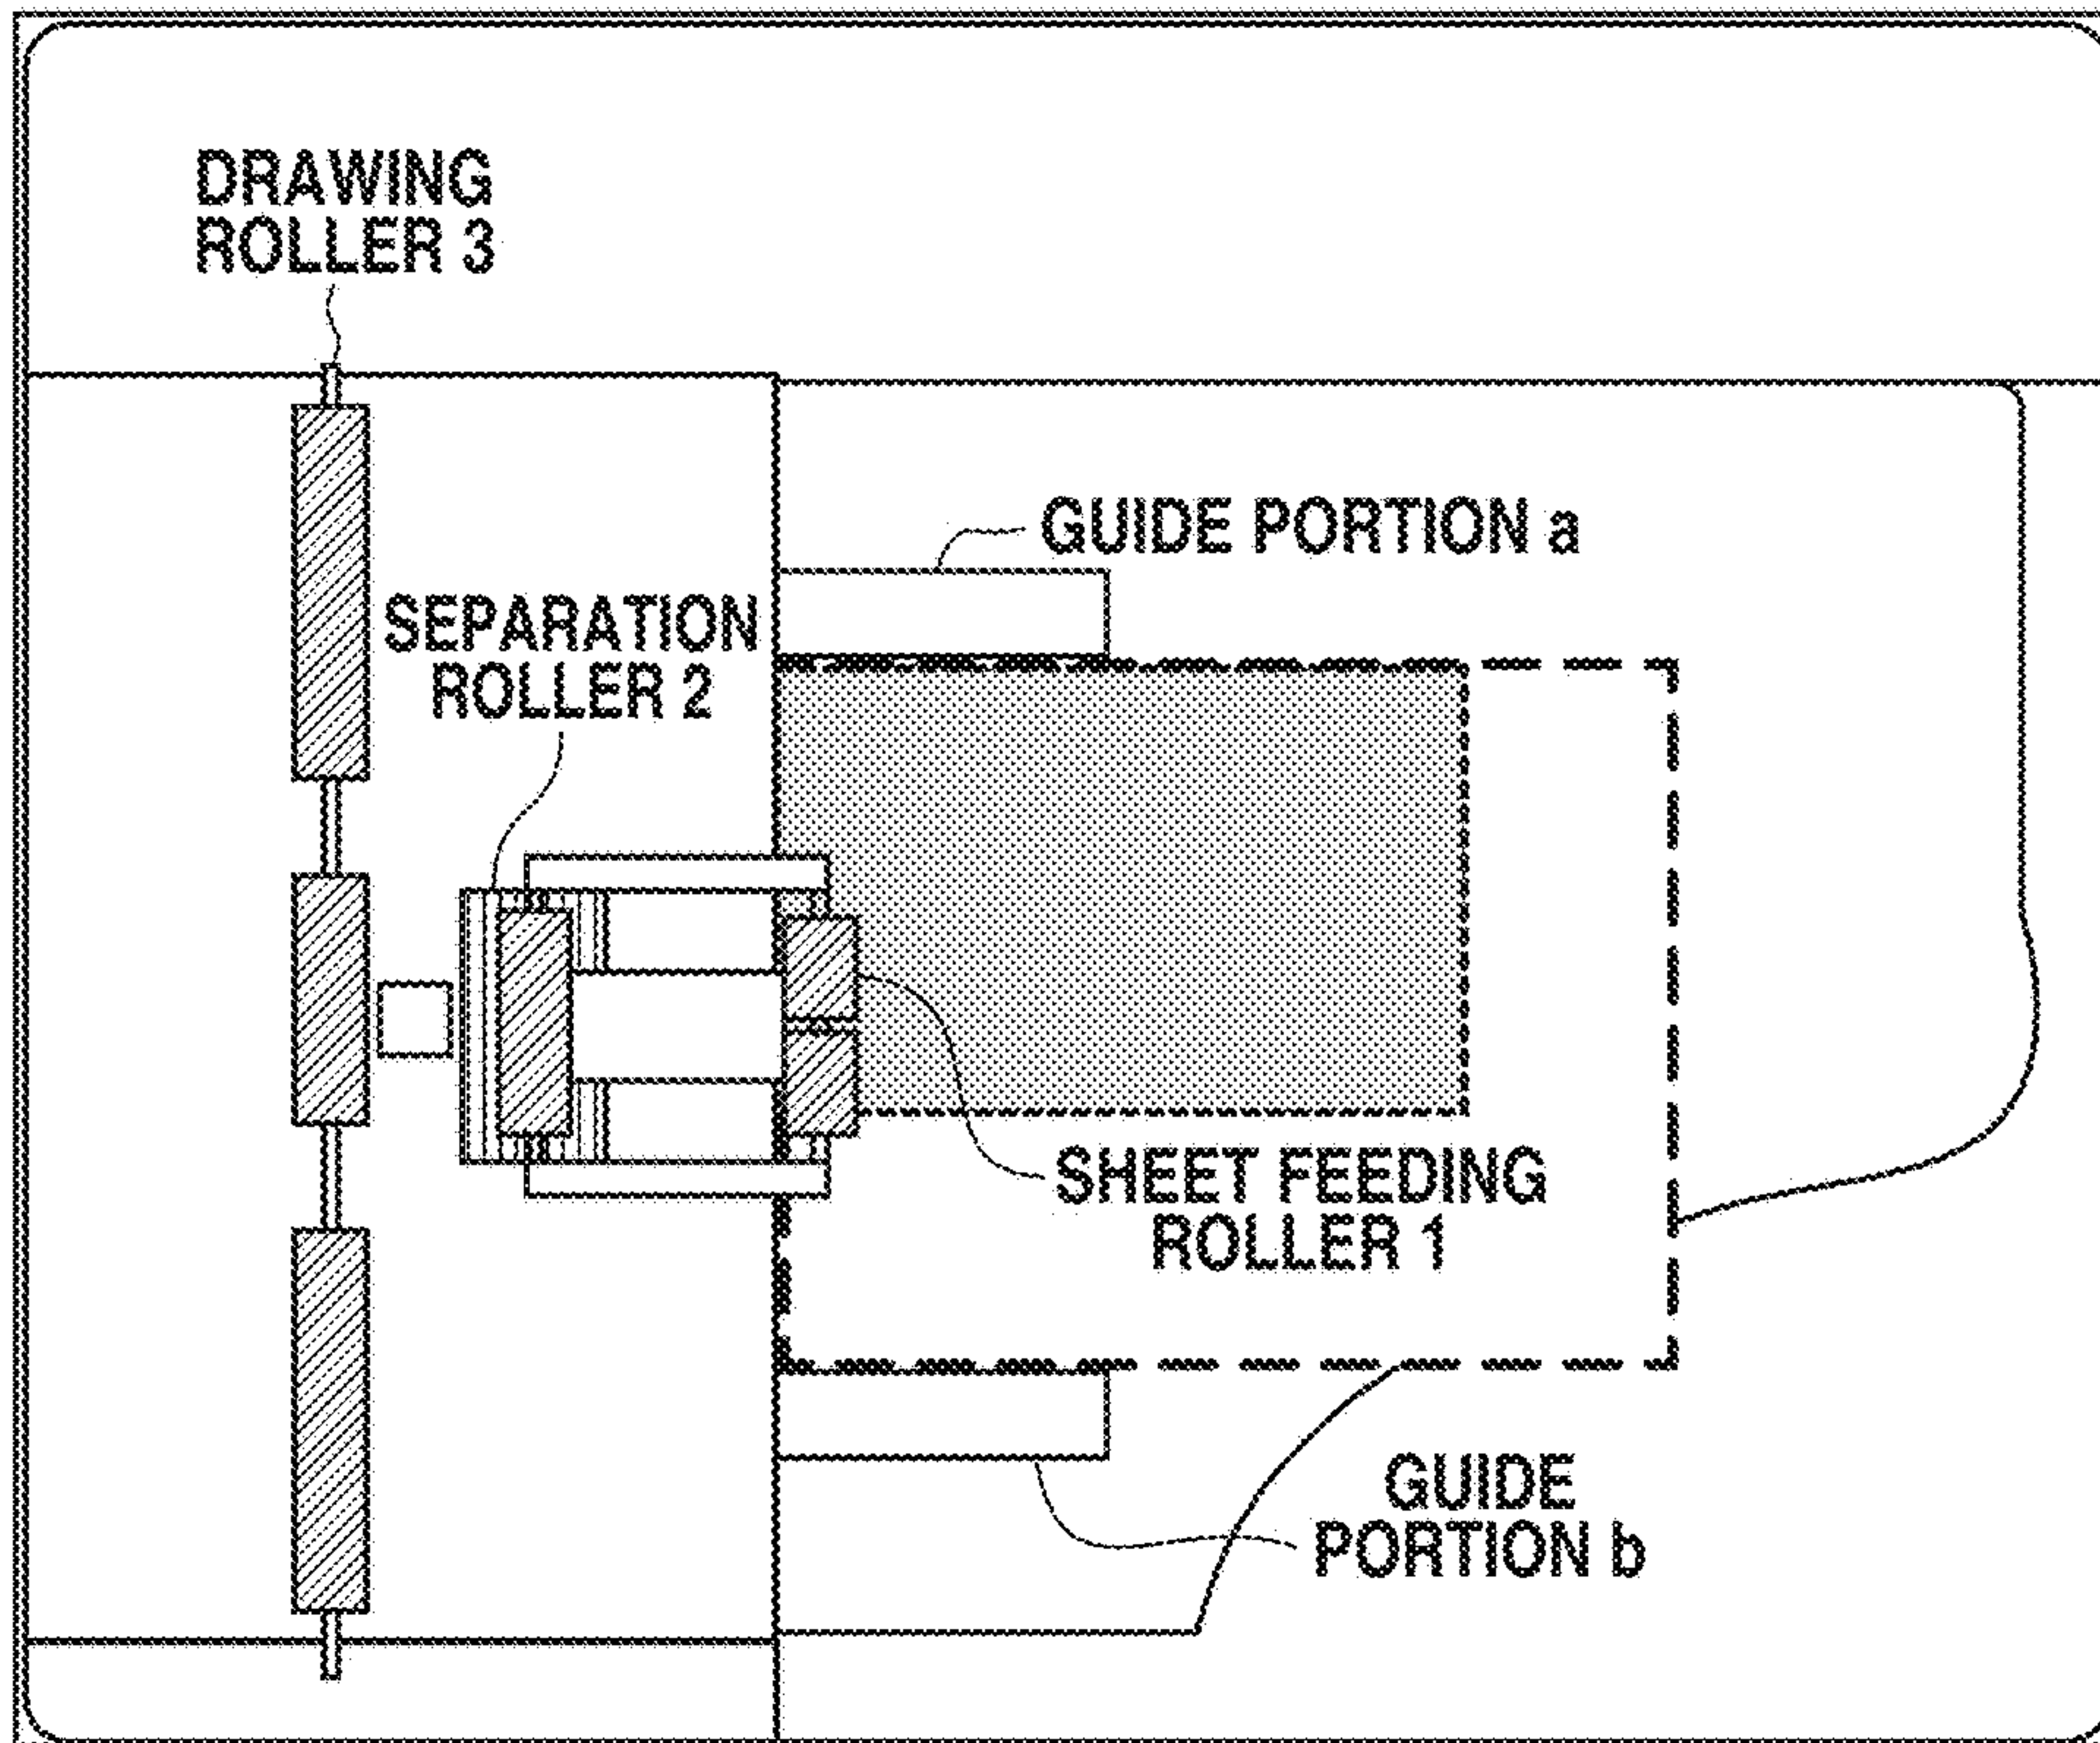 DRAWING
ROLLER 3
GUIDE PORTION a
SEPARATION
ROLLER 2
SHEET FEEDING
ROLLER 1
GUIDE
PORTION b